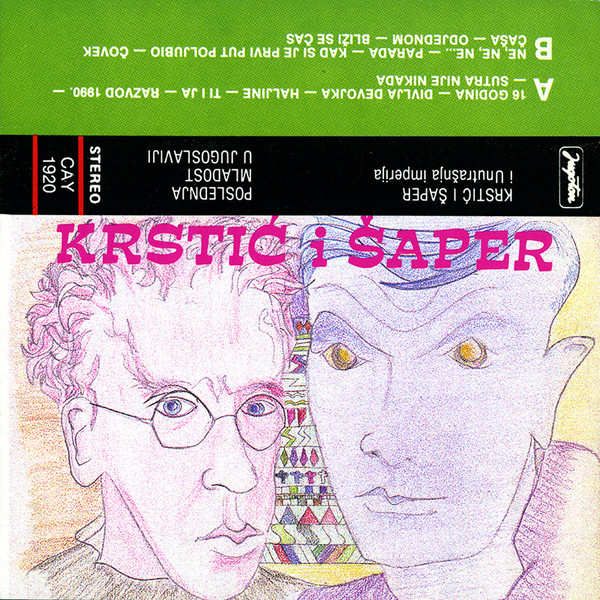 A
16 GODINA — DIVLJA DEVOJKA — HALJINE — TI I JA — RAZVOD 1990. —
— SUTRA NIJE NIKADA
B
NE, NE, NE... — PARADA — KAD SI JE PRVI PUT POLJUBIO — ČOVEK
ČAŠA — ODJEDNOM — BLIŽI SE ČAS
Jugoton
KRSTIĆ I ŠAPER
i Unutrašnja imperija
POSLEDNJA
MLADOST
U JUGOSLAVIJI
STEREO
CAY
1920
KRSTIĆ i ŠAPER